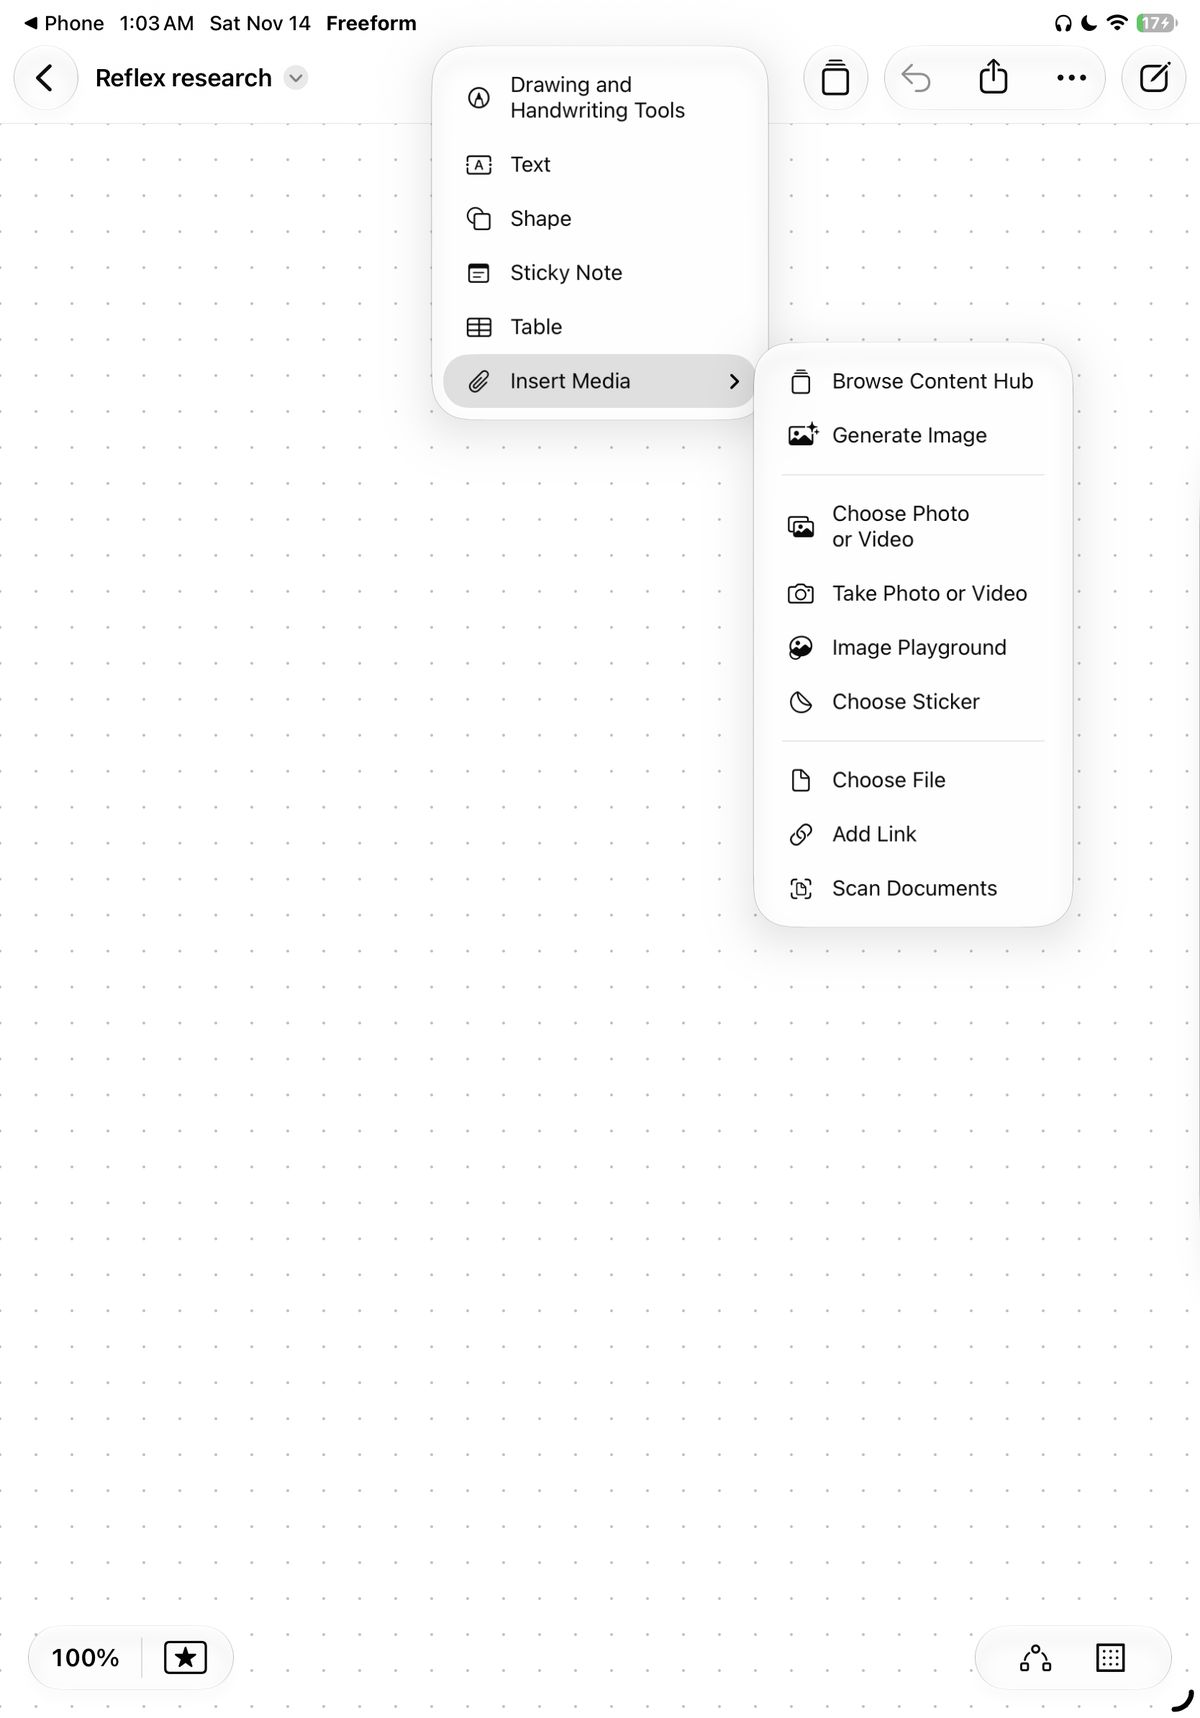 Phone 1:03 AM Sat Nov 14 Freeform
17
Reflex research
Drawing and
Handwriting Tools
Text
Shape
Sticky Note
Table
Insert Media
Browse Content Hub
Generate Image
Choose Photo
or Video
Take Photo or Video
Image Playground
Choose Sticker
Choose File
Add Link
Scan Documents
100%